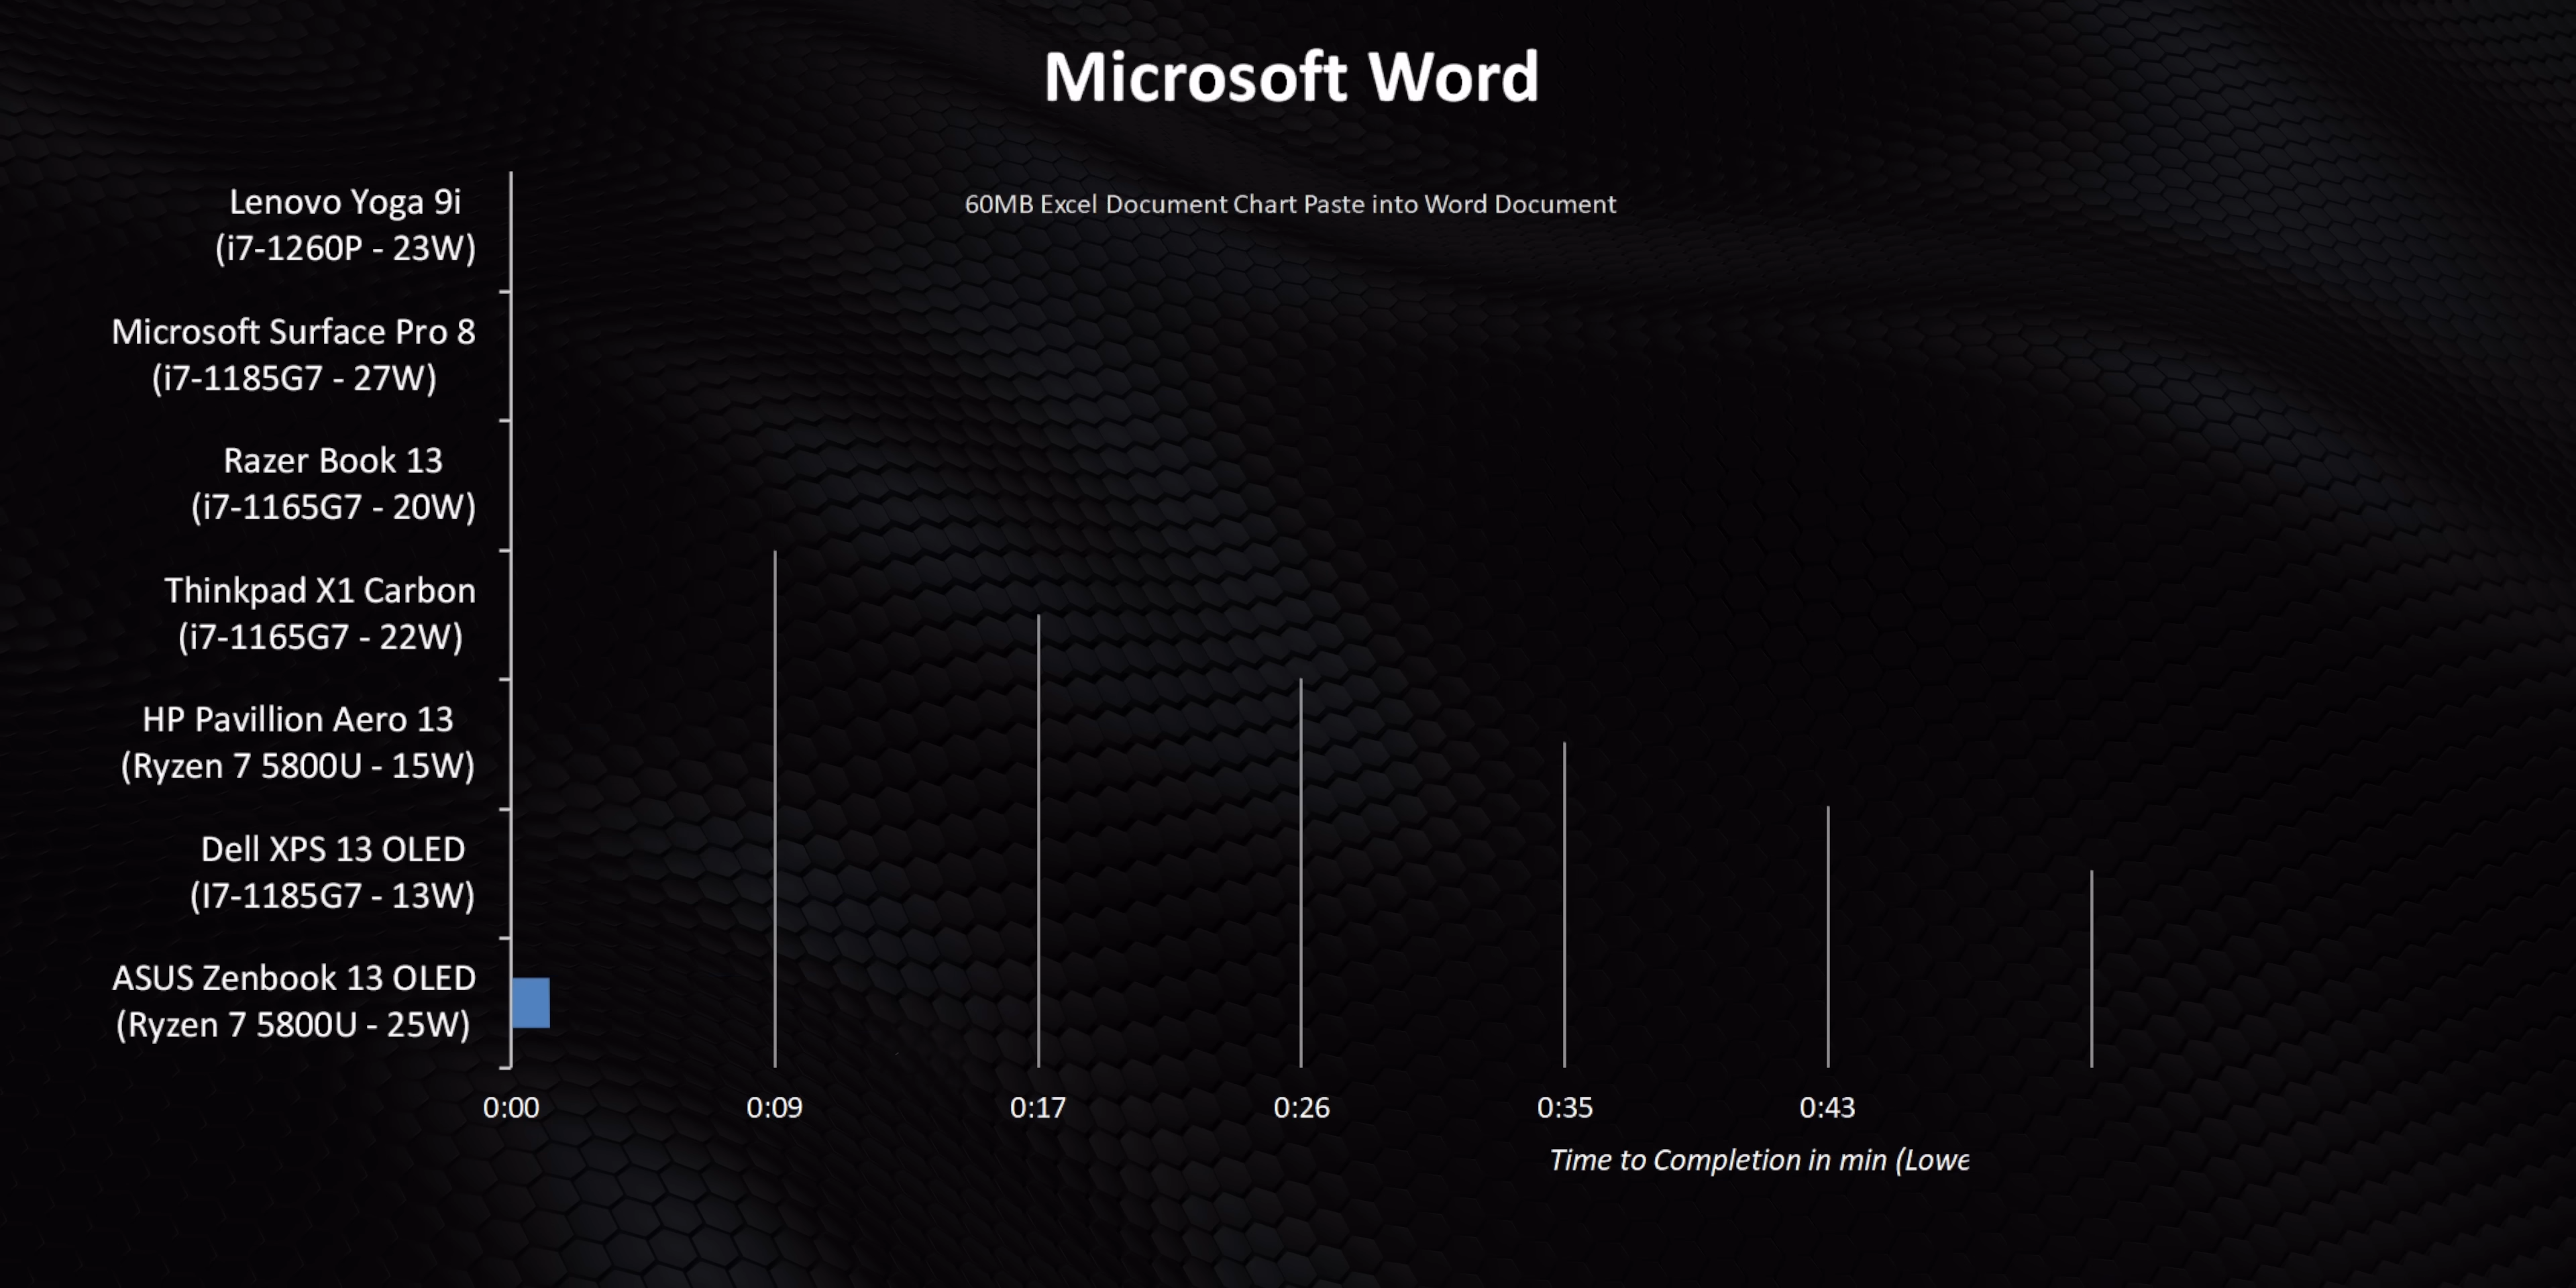 Microsoft Word
60MB Excel Document Chart Paste into Word Document
Lenovo Yoga 9i
(i7-1260P - 23W)
Microsoft Surface Pro 8
(i7-1185G7 - 27W)
Razer Book 13
(i7-1165G7 - 20W)
Thinkpad X1 Carbon
(i7-1165G7 - 22W)
HP Pavillion Aero 13
(Ryzen 7 5800U - 15W)
Dell XPS 13 OLED
(I7-1185G7 - 13W)
ASUS Zenbook 13 OLED
(Ryzen 7 5800U - 25W)
0:00 0:09 0:17 0:26 0:35 0:43
Time to Completion in min (Lowe